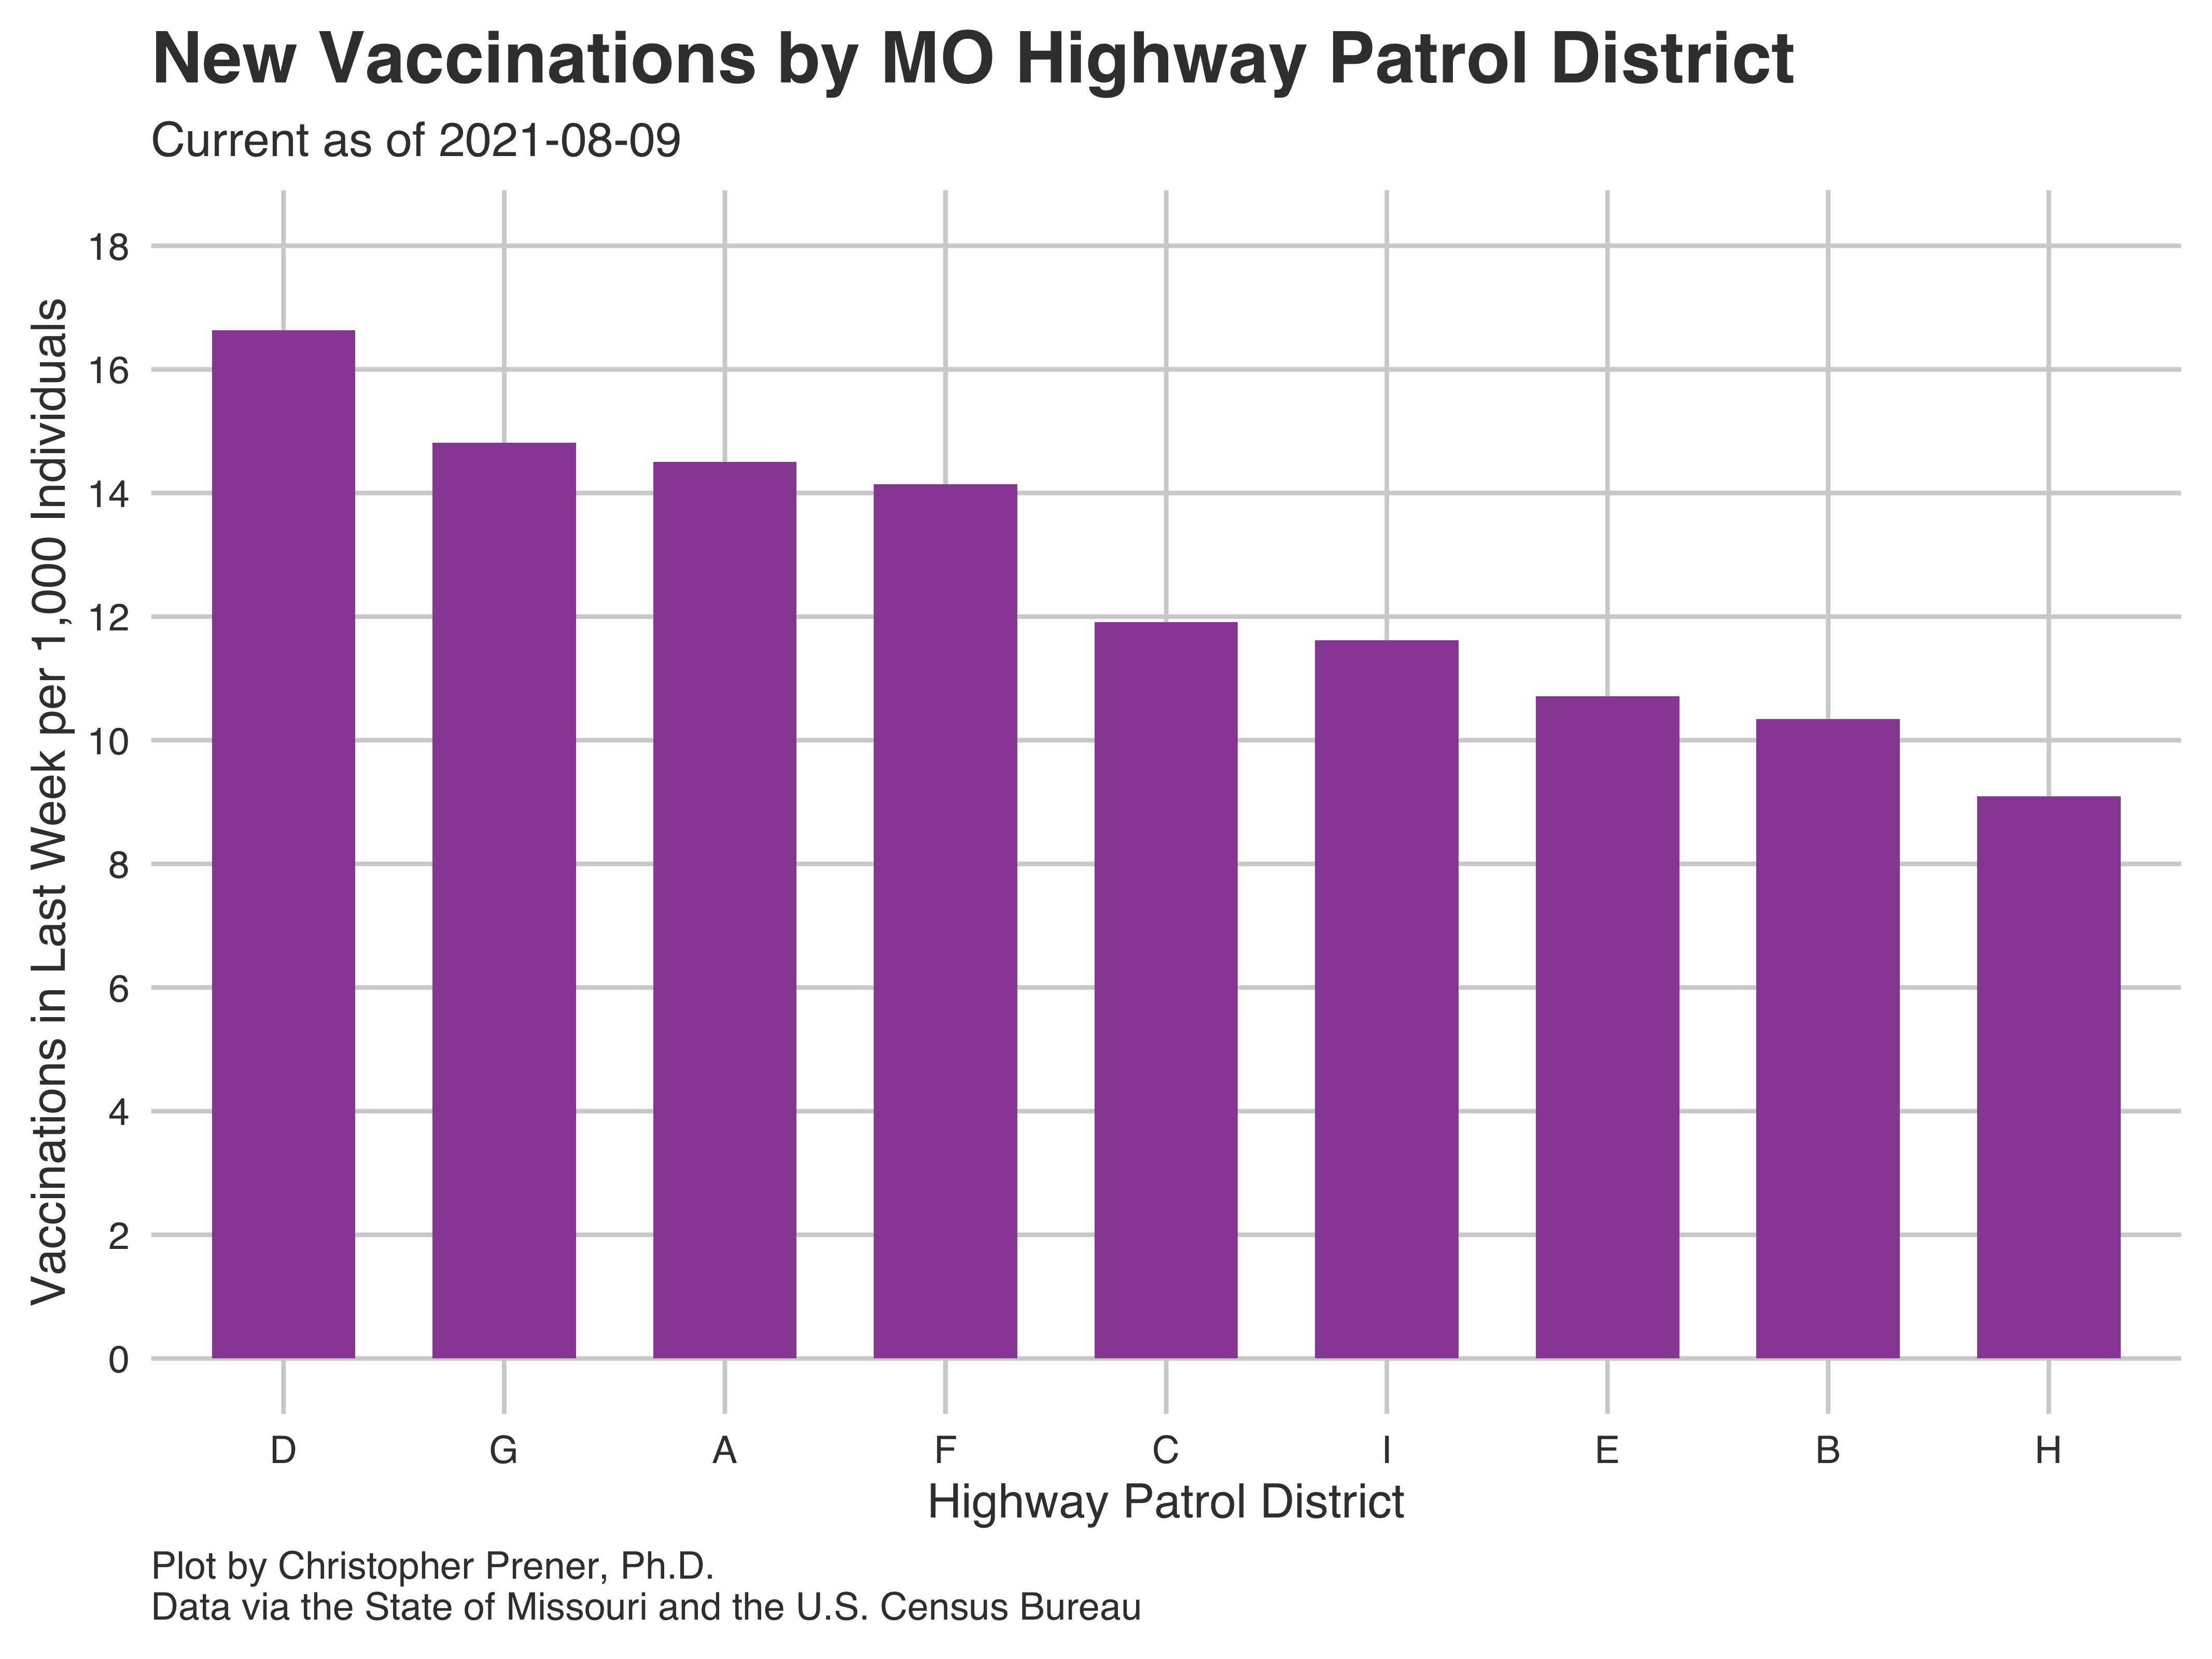 New Vaccinations by MO Highway Patrol District
Current as of 2021-08-09
Vaccinations in Last Week per 1,000 Individuals
18
16
14
12
10
8
6
4
2
0
D G A F C I E B H
Highway Patrol District
Plot by Christopher Prener, Ph.D.
Data via the State of Missouri and the U.S. Census Bureau